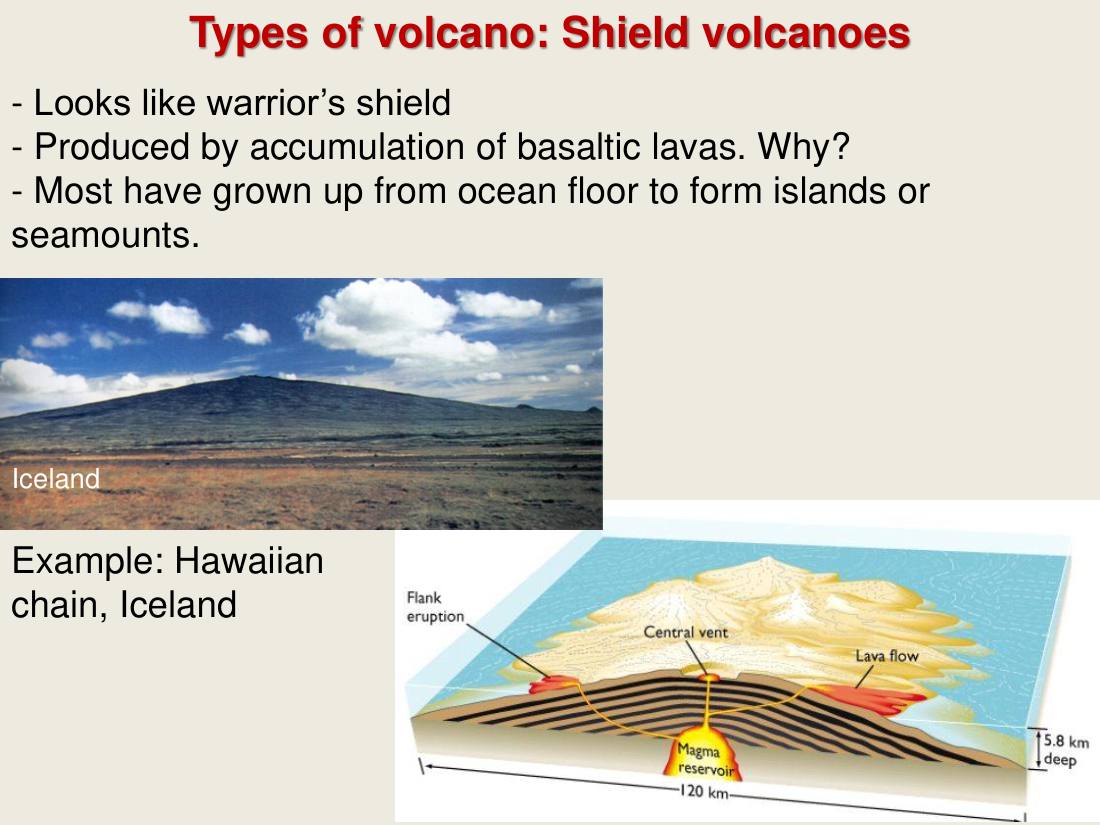 Types of volcano: Shield volcanoes
- Looks like warrior’s shield
- Produced by accumulation of basaltic lavas. Why?
- Most have grown up from ocean floor to form islands or
seamounts.
Iceland
Example: Hawaiian
chain, Iceland
Flank
eruption
Central vent
Lava flow
Magma
reservoir
5.8 km
deep
120 km